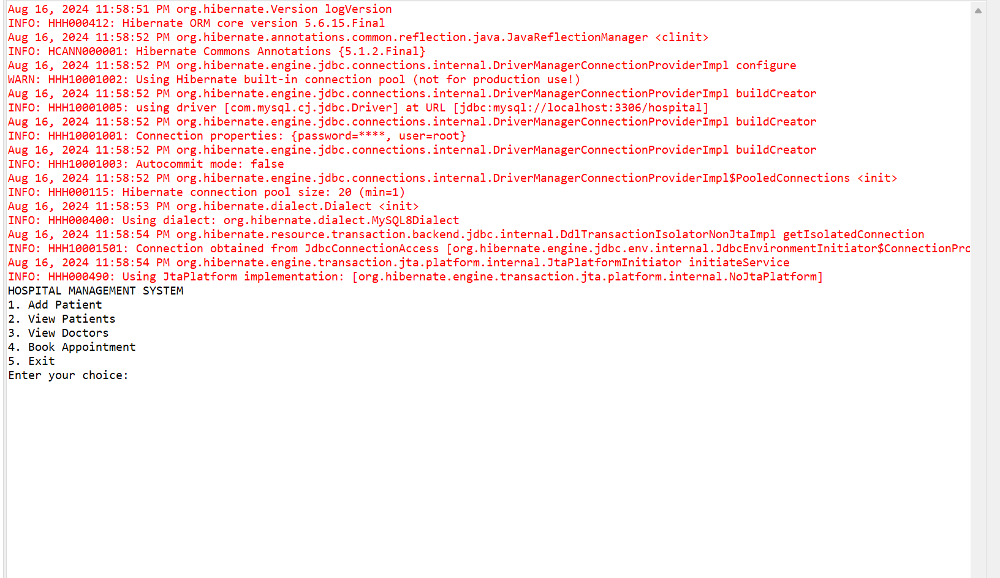 Aug 16, 2024 11:58:51 PM org.hibernate.Version logVersion
INFO: HHH000412: Hibernate ORM core version 5.6.15.Final
Aug 16, 2024 11:58:52 PM org.hibernate.annotations.common.reflection.java.JavaReflectionManager <clinit>
INFO: HCANN000001: Hibernate Commons Annotations {5.1.2.Final}
Aug 16, 2024 11:58:52 PM org.hibernate.engine.jdbc.connections.internal.DriverManagerConnectionProviderImpl configure
WARN: HHH10001002: Using Hibernate built-in connection pool (not for production use!)
Aug 16, 2024 11:58:52 PM org.hibernate.engine.jdbc.connections.internal.DriverManagerConnectionProviderImpl buildCreator
INFO: HHH10001005: using driver [com.mysql.cj.jdbc.Driver] at URL [jdbc:mysql://localhost:3306/hospital]
Aug 16, 2024 11:58:52 PM org.hibernate.engine.jdbc.connections.internal.DriverManagerConnectionProviderImpl buildCreator
INFO: HHH10001001: Connection properties: {password=****, user=root}
Aug 16, 2024 11:58:52 PM org.hibernate.engine.jdbc.connections.internal.DriverManagerConnectionProviderImpl buildCreator
INFO: HHH10001003: Autocommit mode: false
Aug 16, 2024 11:58:52 PM org.hibernate.engine.jdbc.connections.internal.DriverManagerConnectionProviderImpl$PooledConnections <init>
INFO: HHH000115: Hibernate connection pool size: 20 (min=1)
Aug 16, 2024 11:58:53 PM org.hibernate.dialect.Dialect <init>
INFO: HHH000400: Using dialect: org.hibernate.dialect.MySQL8Dialect
Aug 16, 2024 11:58:54 PM org.hibernate.resource.transaction.backend.jdbc.internal.DdlTransactionIsolatorNonJtaImpl getIsolatedConnection
INFO: HHH10001501: Connection obtained from JdbcConnectionAccess [org.hibernate.engine.jdbc.env.internal.JdbcEnvironmentInitiator$ConnectionPro
Aug 16, 2024 11:58:54 PM org.hibernate.engine.transaction.jta.platform.internal.JtaPlatformInitiator initiateService
INFO: HHH000490: Using JtaPlatform implementation: [org.hibernate.engine.transaction.jta.platform.internal.NoJtaPlatform]
HOSPITAL MANAGEMENT SYSTEM
1. Add Patient
2. View Patients
3. View Doctors
4. Book Appointment
5. Exit
Enter your choice: